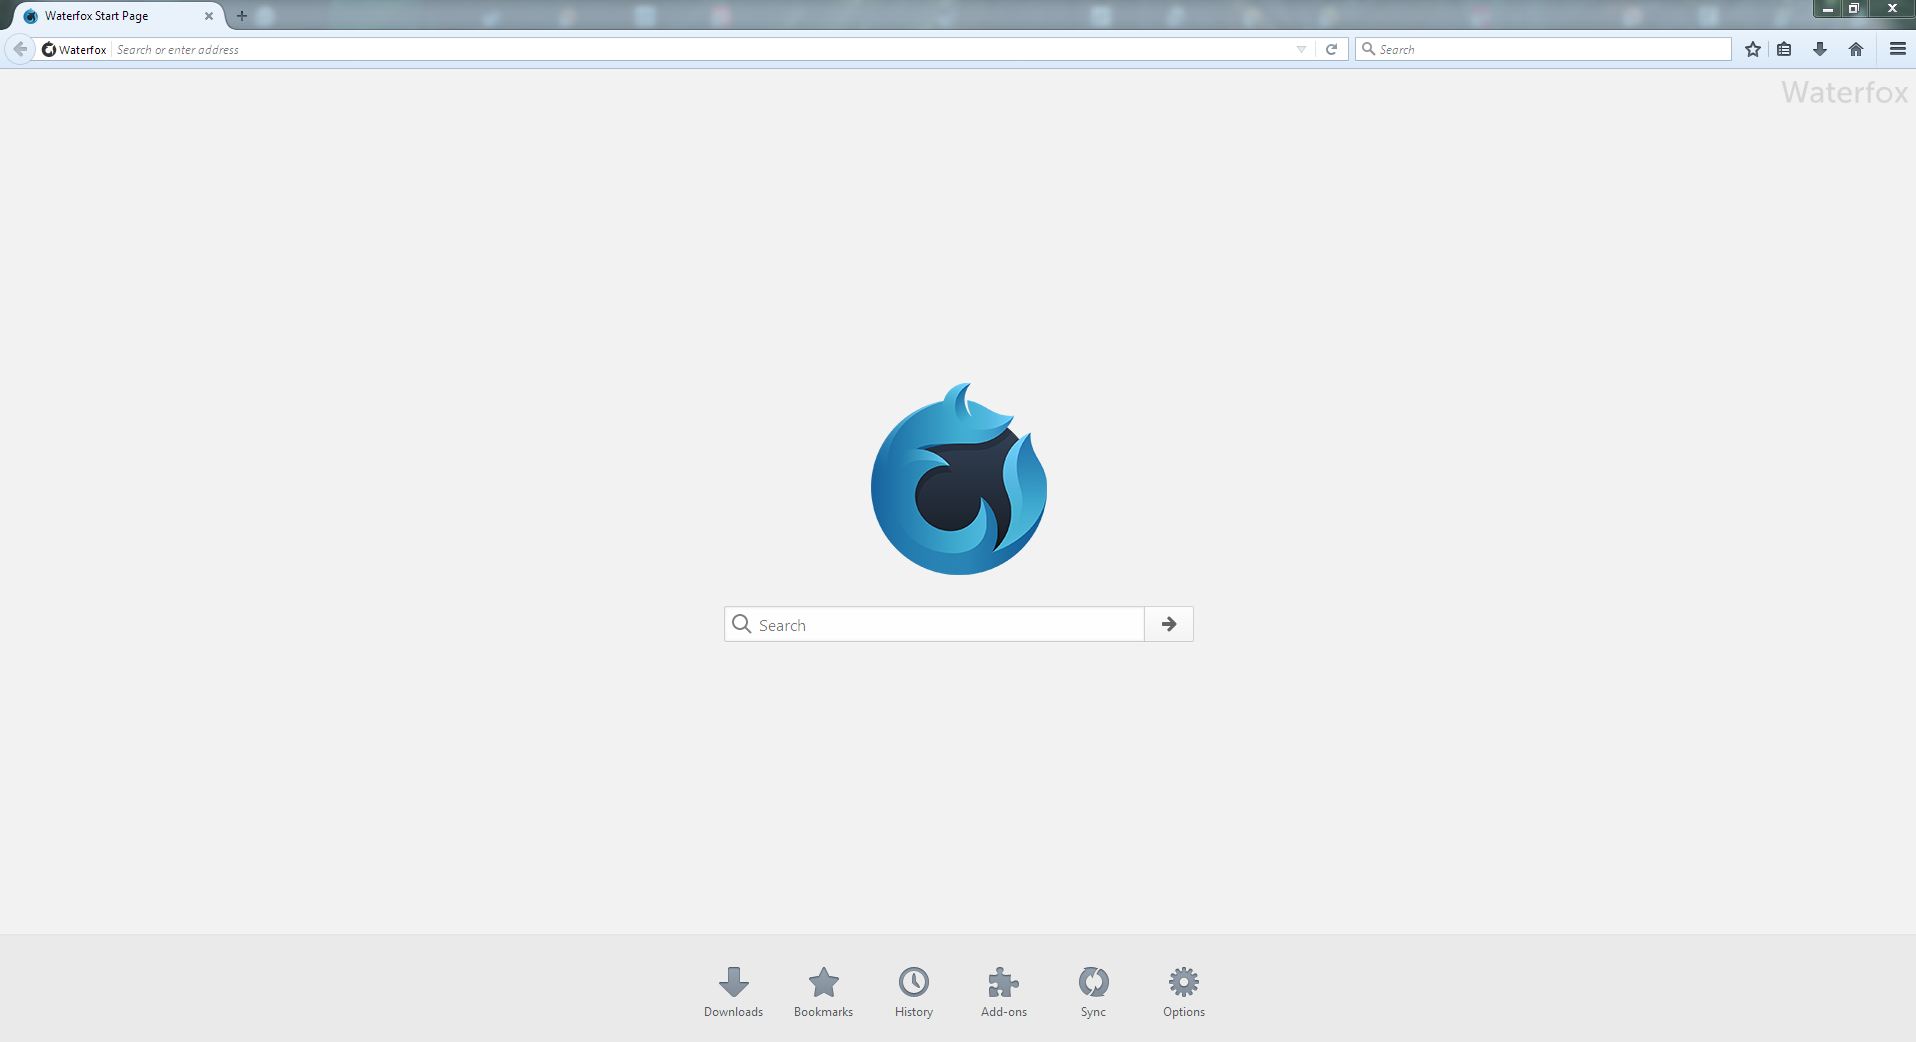 Waterfox Start Page
Waterfox Search or enter address Search
Waterfox
Search
Downloads Bookmarks History Add-ons Sync Options